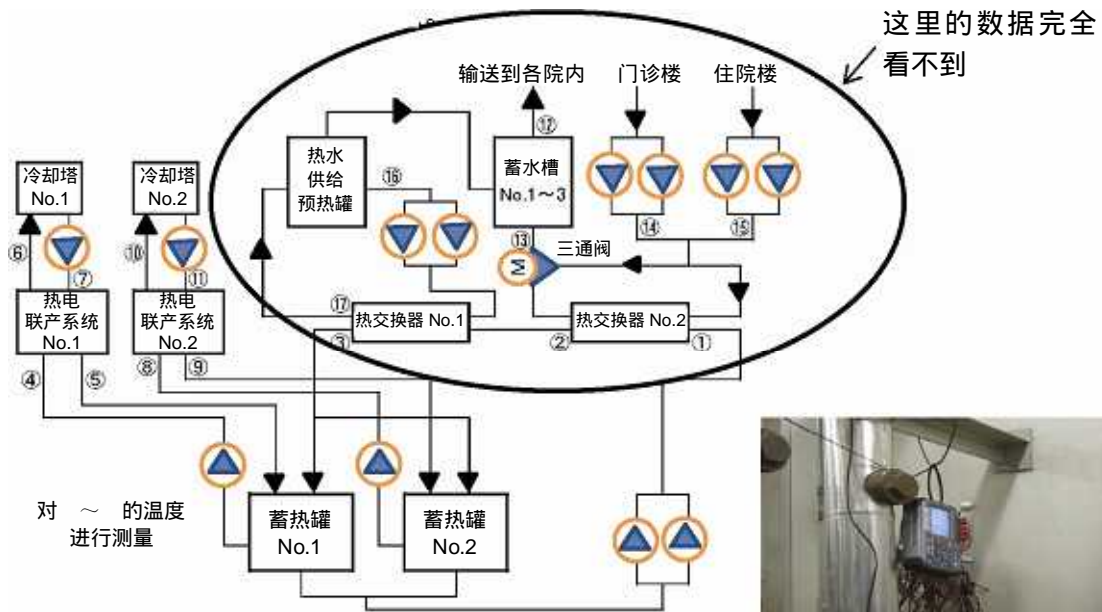 这里的数据完全
看不到
输送到各院内
门诊楼
住院楼
⑫
热水
供给
预热罐
⑯
蓄水槽
No.1～3
冷却塔
No.1
冷却塔
No.2
⑥
⑦
⑩
⑪
⑬
⑭
⑮
三通阀
M
热电
联产系统
No.1
热电
联产系统
No.2
⑰
热交换器 No.1
热交换器 No.2
③
②
①
④
⑤
⑧
⑨
对 ～ 的温度
进行测量
蓄热罐
No.1
蓄热罐
No.2